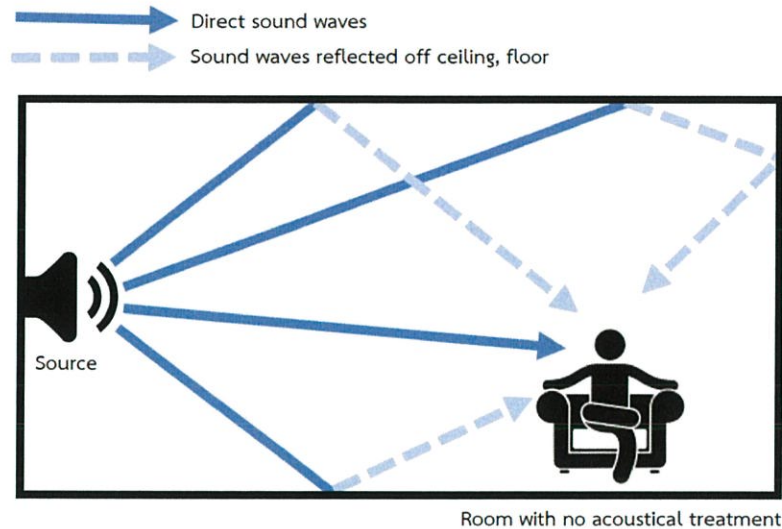 Direct sound waves
Sound waves reflected off ceiling, floor
Source
Room with no acoustical treatment